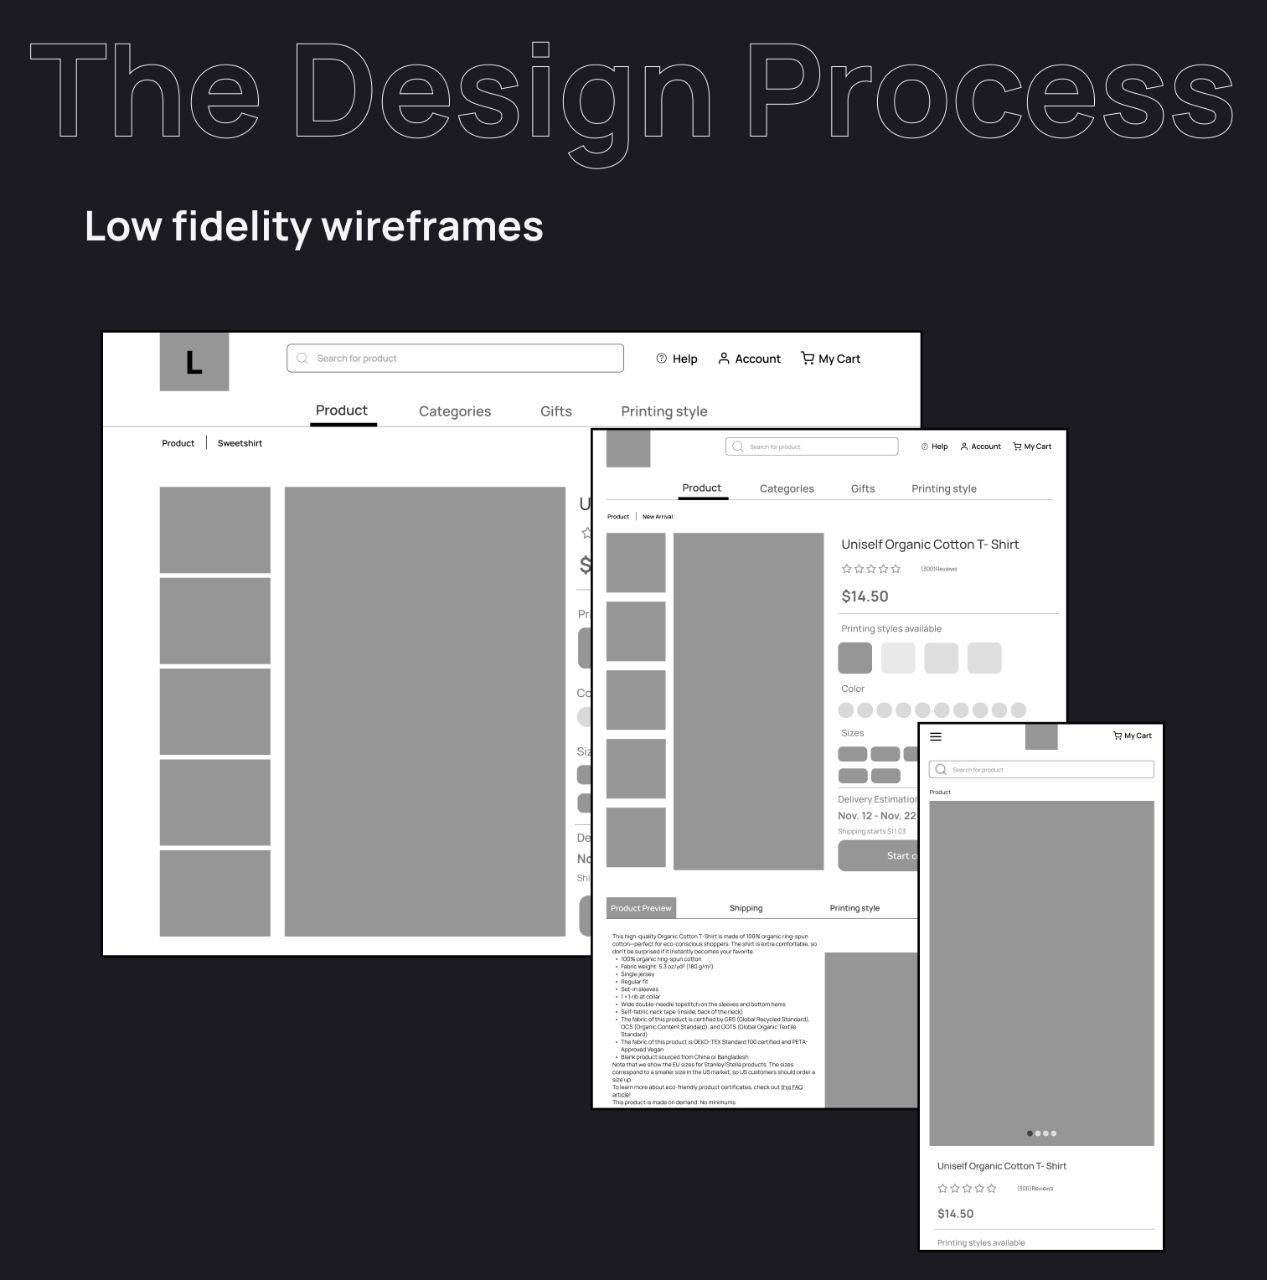 The Design Process
Low fidelity wireframes
L
Search for product
Help
Account
My Cart
Product
Categories
Gifts
Printing style
Product
Sweetshirt
U
$
Pri
Co
Siz
De
No
Shi
Search for product
Help
Account
My Cart
Product
Categories
Gifts
Printing style
Product
New Arrival
Uniself Organic Cotton T- Shirt
(300)Reviews
$14.50
Printing styles available
Color
Sizes
Delivery Estimation
Nov. 12 - Nov. 22
Shipping starts $11.03
Start c
Product Preview
Shipping
Printing style
This high-quality Organic Cotton T-Shirt is made of 100% organic ring-spun
cotton—perfect for eco-conscious shoppers. The shirt is extra comfortable, so
don't be surprised if it instantly becomes your favorite.
• 100% organic ring-spun cotton
• Fabric weight: 5.3 oz/yd² (180 g/m²)
• Single jersey
• Regular fit
• Set-in sleeves
• 1 × 1 rib at collar
• Wide double-needle topstitch on the sleeves and bottom hems
• Self-fabric neck tape (inside, back of the neck)
• The fabric of this product is certified by GRS (Global Recycled Standard),
OCS (Organic Content Standard), and GOTS (Global Organic Textile
Standard)
• The fabric of this product is OEKO-TEX Standard 100 certified and PETA-
Approved Vegan
• Blank product sourced from China or Bangladesh
Note that we show the EU sizes for Stanley/Stella products. The sizes
correspond to a smaller size in the US market, so US customers should order a
size up.
To learn more about eco-friendly product certificates, check out this FAQ
article!
This product is made on demand. No minimums.
My Cart
Search for product
Product
Uniself Organic Cotton T- Shirt
(300)Reviews
$14.50
Printing styles available